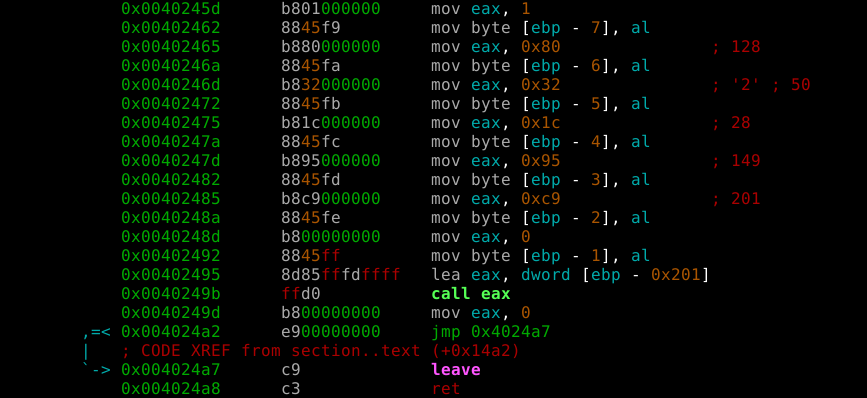 0x0040245d b801000000 mov eax, 1
0x00402462 8845f9 mov byte [ebp - 7], al
0x00402465 b880000000 mov eax, 0x80 ; 128
0x0040246a 8845fa mov byte [ebp - 6], al
0x0040246d b832000000 mov eax, 0x32 ; '2' ; 50
0x00402472 8845fb mov byte [ebp - 5], al
0x00402475 b81c000000 mov eax, 0x1c ; 28
0x0040247a 8845fc mov byte [ebp - 4], al
0x0040247d b895000000 mov eax, 0x95 ; 149
0x00402482 8845fd mov byte [ebp - 3], al
0x00402485 b8c9000000 mov eax, 0xc9 ; 201
0x0040248a 8845fe mov byte [ebp - 2], al
0x0040248d b800000000 mov eax, 0
0x00402492 8845ff mov byte [ebp - 1], al
0x00402495 8d85fffdffff lea eax, dword [ebp - 0x201]
0x0040249b ffd0 call eax
0x0040249d b800000000 mov eax, 0
,=< 0x004024a2 e900000000 jmp 0x4024a7
| ; CODE XREF from section..text (+0x14a2)
`-> 0x004024a7 c9 leave
0x004024a8 c3 ret